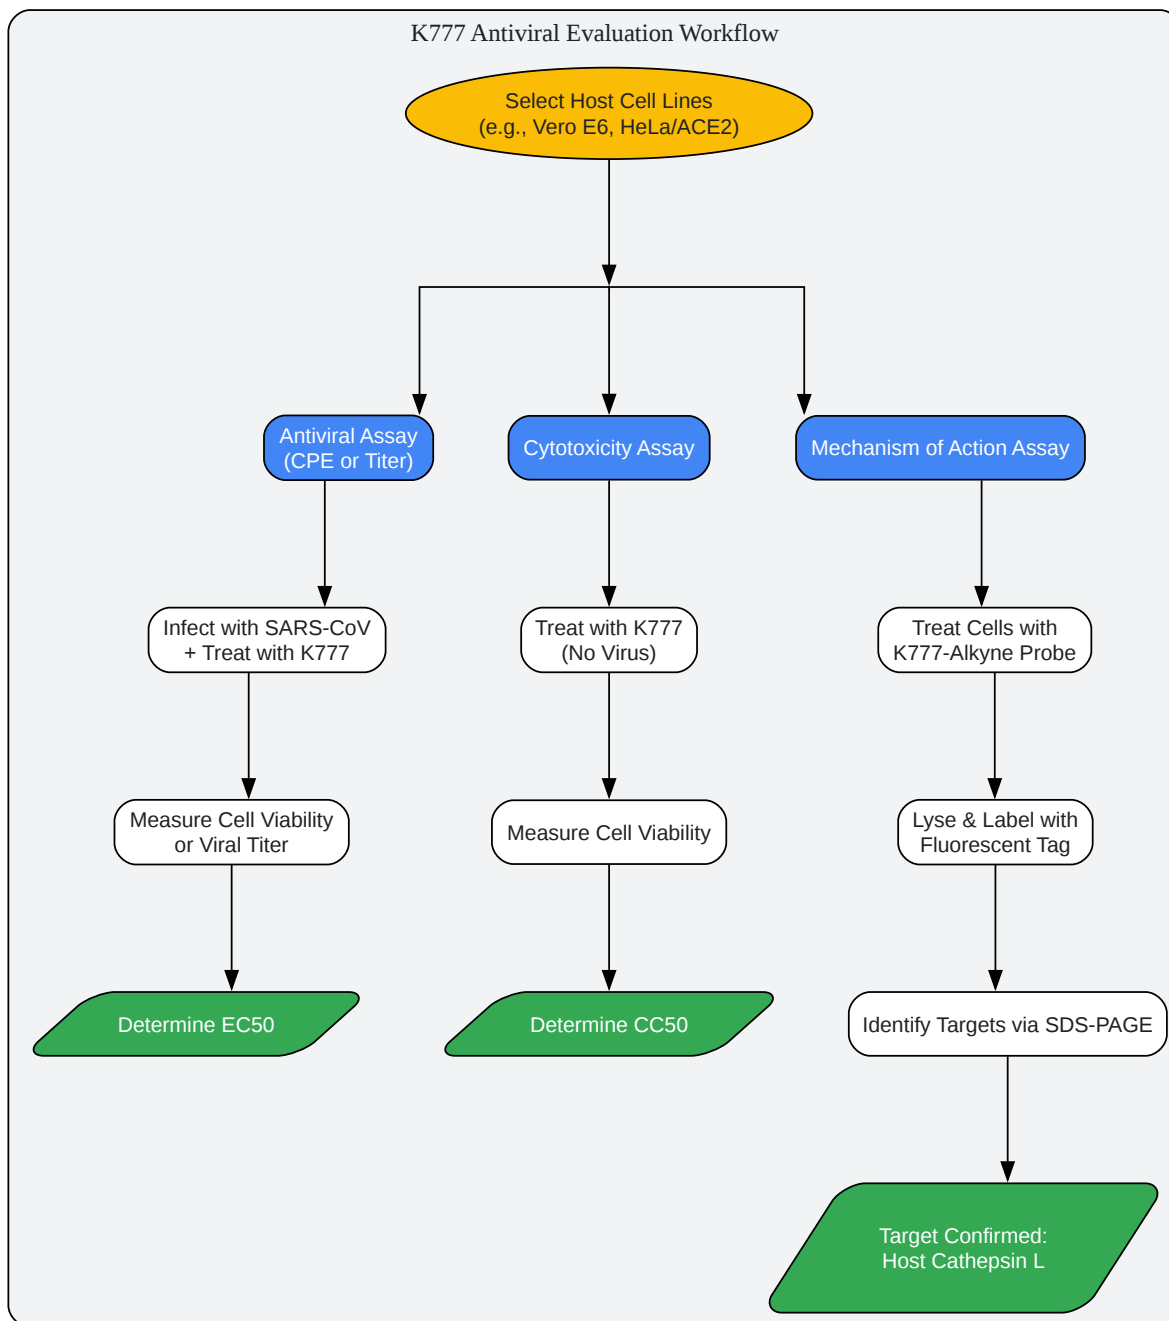 K777 Antiviral Evaluation Workflow
Select Host Cell Lines
(e.g., Vero E6, HeLa/ACE2)
Antiviral Assay
(CPE or Titer)
Cytotoxicity Assay
Mechanism of Action Assay
Infect with SARS-CoV
+ Treat with K777
Treat with K777
(No Virus)
Treat Cells with
K777-Alkyne Probe
Measure Cell Viability
or Viral Titer
Measure Cell Viability
Lyse & Label with
Fluorescent Tag
Determine EC50
Determine CC50
Identify Targets via SDS-PAGE
Target Confirmed:
Host Cathepsin L